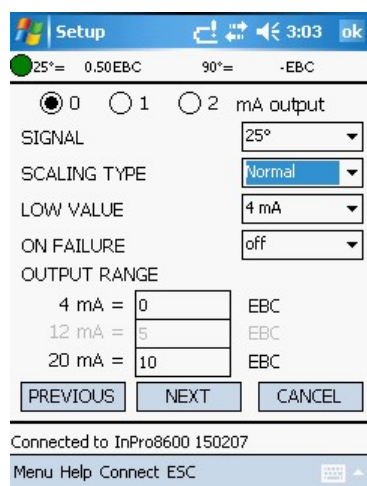 Setup 3:03 ok
25°= 0.50EBC 90°= -EBC
0 1 2 mA output
SIGNAL 25°
SCALING TYPE Normal
LOW VALUE 4 mA
ON FAILURE off
OUTPUT RANGE
4 mA = 0 EBC
12 mA = 5 EBC
20 mA = 10 EBC
PREVIOUS NEXT CANCEL
Connected to InPro8600 150207
Menu Help Connect ESC